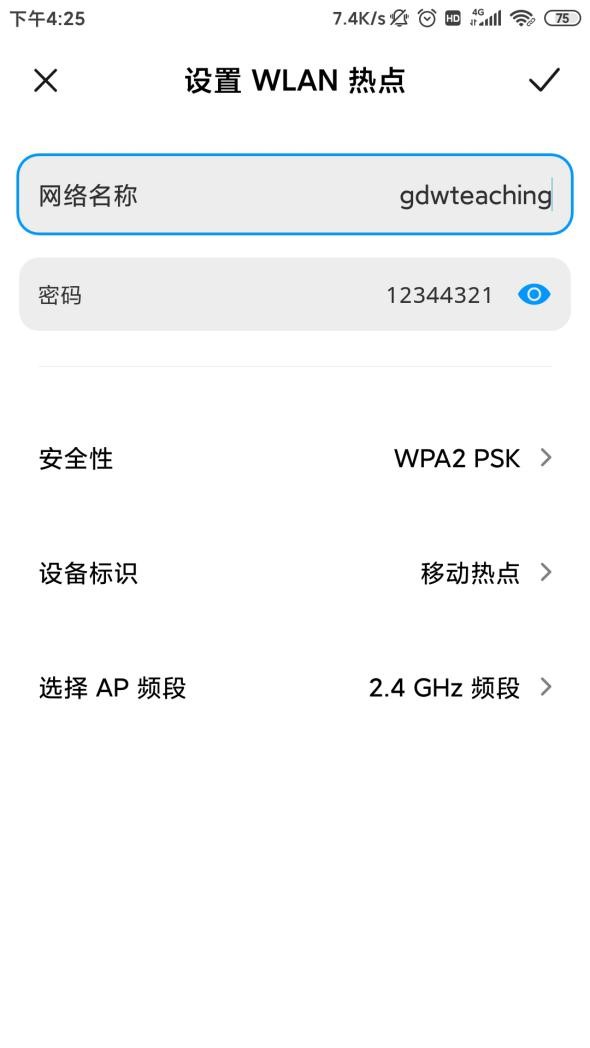 下午4:25 7.4K/s HD 4G 75
设置 WLAN 热点
网络名称 gdwteaching
密码 12344321
安全性 WPA2 PSK
设备标识 移动热点
选择 AP 频段 2.4 GHz 频段